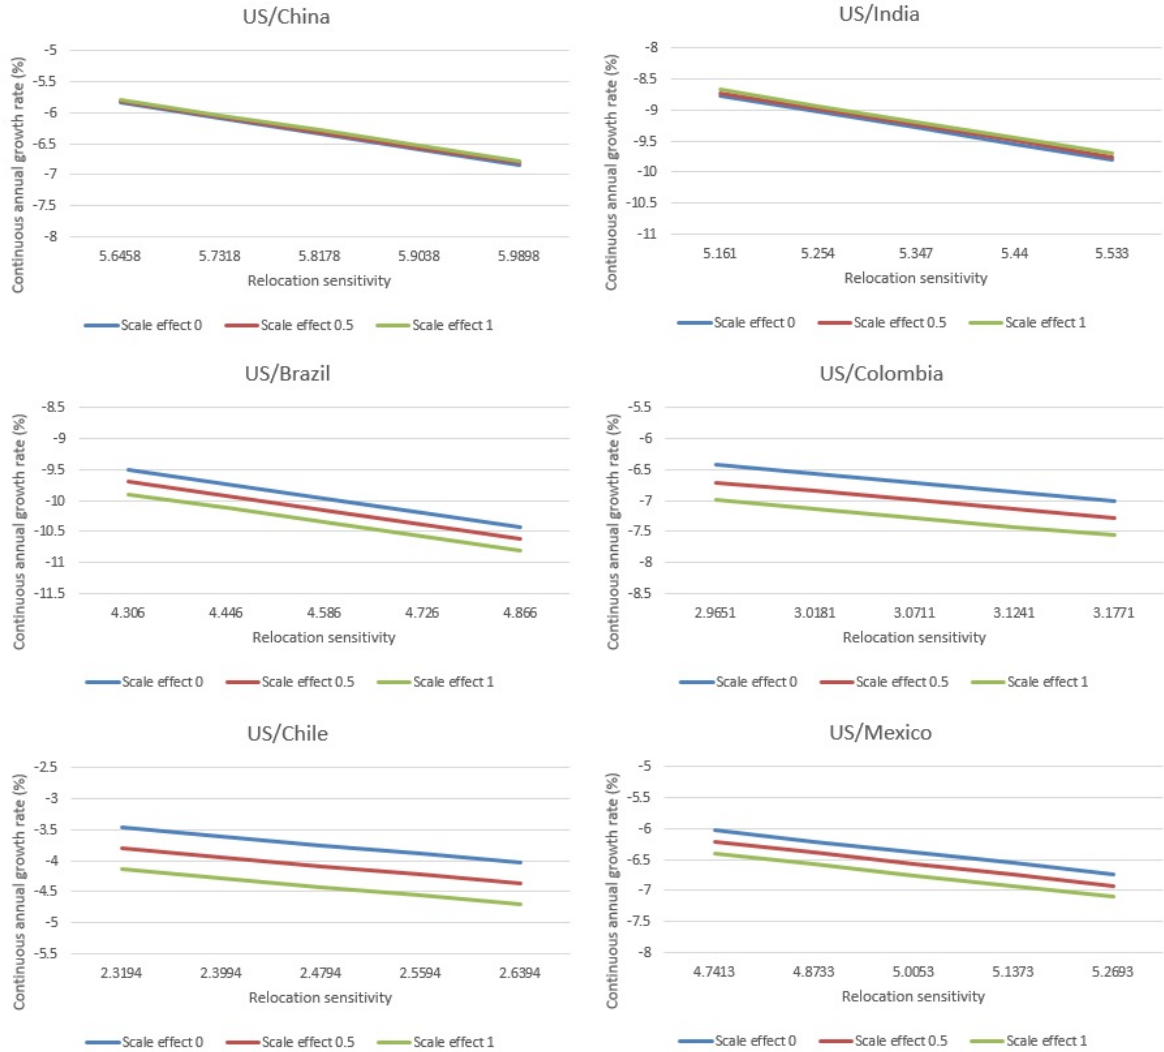 US/China
Continuous annual growth rate (%)
-5
-5.5
-6
-6.5
-7
-7.5
-8
5.6458 5.7318 5.8178 5.9038 5.9898
Relocation sensitivity
Scale effect 0 Scale effect 0.5 Scale effect 1
US/India
Continuous annual growth rate (%)
-8
-8.5
-9
-9.5
-10
-10.5
-11
5.161 5.254 5.347 5.44 5.533
Relocation sensitivity
Scale effect 0 Scale effect 0.5 Scale effect 1
US/Brazil
Continuous annual growth rate (%)
-8.5
-9
-9.5
-10
-10.5
-11
-11.5
4.306 4.446 4.586 4.726 4.866
Relocation sensitivity
Scale effect 0 Scale effect 0.5 Scale effect 1
US/Colombia
Continuous annual growth rate (%)
-5.5
-6
-6.5
-7
-7.5
-8
-8.5
2.9651 3.0181 3.0711 3.1241 3.1771
Relocation sensitivity
Scale effect 0 Scale effect 0.5 Scale effect 1
US/Chile
Continuous annual growth rate (%)
-2.5
-3
-3.5
-4
-4.5
-5
-5.5
2.3194 2.3994 2.4794 2.5594 2.6394
Relocation sensitivity
Scale effect 0 Scale effect 0.5 Scale effect 1
US/Mexico
Continuous annual growth rate (%)
-5
-5.5
-6
-6.5
-7
-7.5
-8
4.7413 4.8733 5.0053 5.1373 5.2693
Relocation sensitivity
Scale effect 0 Scale effect 0.5 Scale effect 1